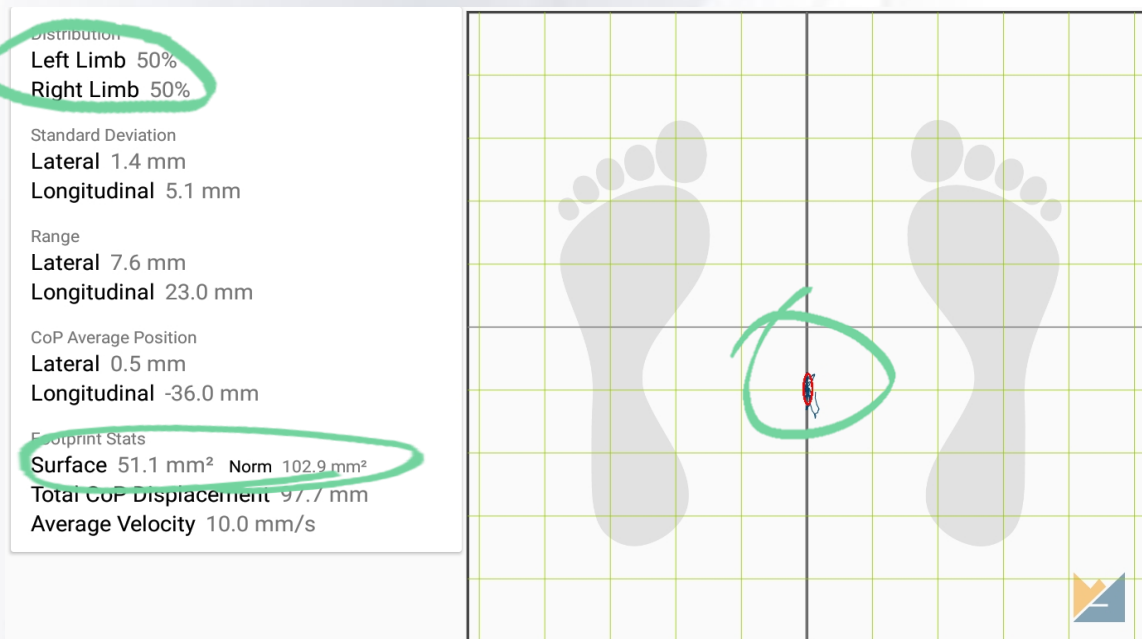 Distribution
Left Limb 50%
Right Limb 50%
Standard Deviation
Lateral 1.4 mm
Longitudinal 5.1 mm
Range
Lateral 7.6 mm
Longitudinal 23.0 mm
CoP Average Position
Lateral 0.5 mm
Longitudinal -36.0 mm
Footprint Stats
Surface 51.1 mm² Norm 102.9 mm²
Total CoP Displacement 97.7 mm
Average Velocity 10.0 mm/s